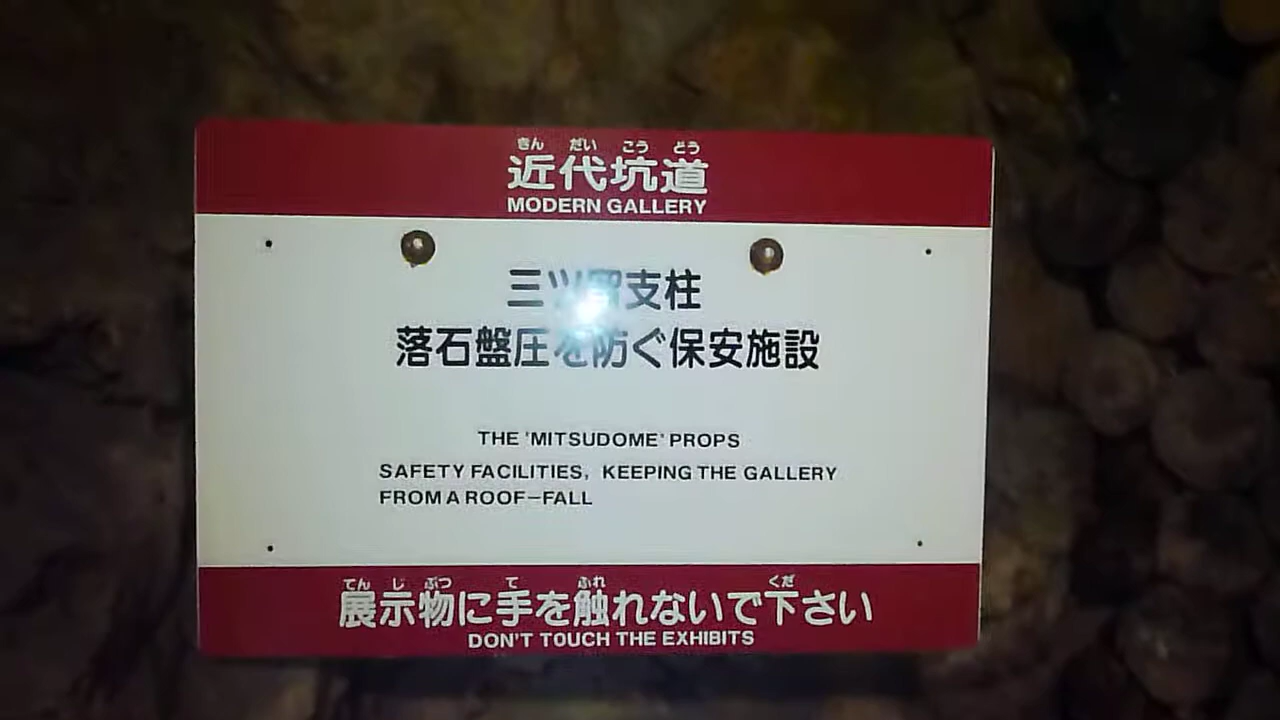 きん だい こう どう
近代坑道
MODERN GALLERY
三ツ留支柱
落石盤圧を防ぐ保安施設
THE 'MITSUDOME' PROPS
SAFETY FACILITIES, KEEPING THE GALLERY
FROM A ROOF-FALL
てん じ ぶつ て ふれ くだ
展示物に手を触れないで下さい
DON'T TOUCH THE EXHIBITS